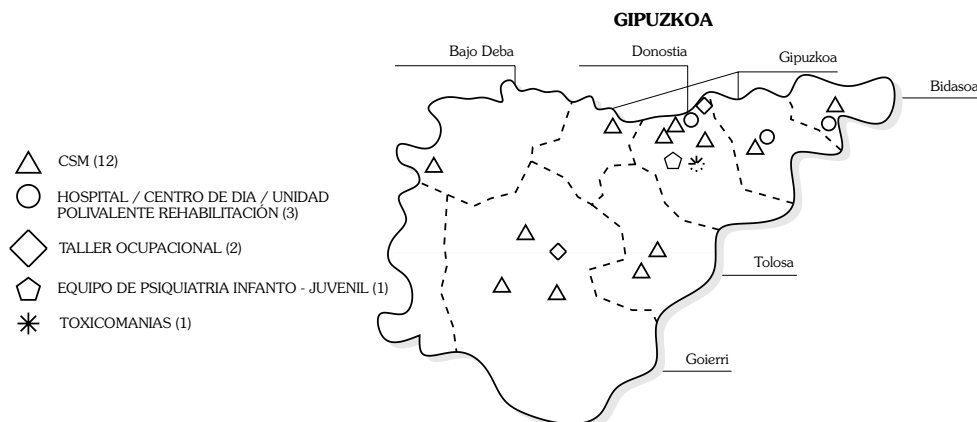 GIPUZKOA
Bajo Deba
Donostia
Gipuzkoa
Bidasoa
CSM (12)
HOSPITAL / CENTRO DE DIA / UNIDAD
POLIVALENTE REHABILITACIÓN (3)
TALLER OCUPACIONAL (2)
EQUIPO DE PSIQUIATRIA INFANTO - JUVENIL (1)
TOXICOMANIAS (1)
Tolosa
Goierri